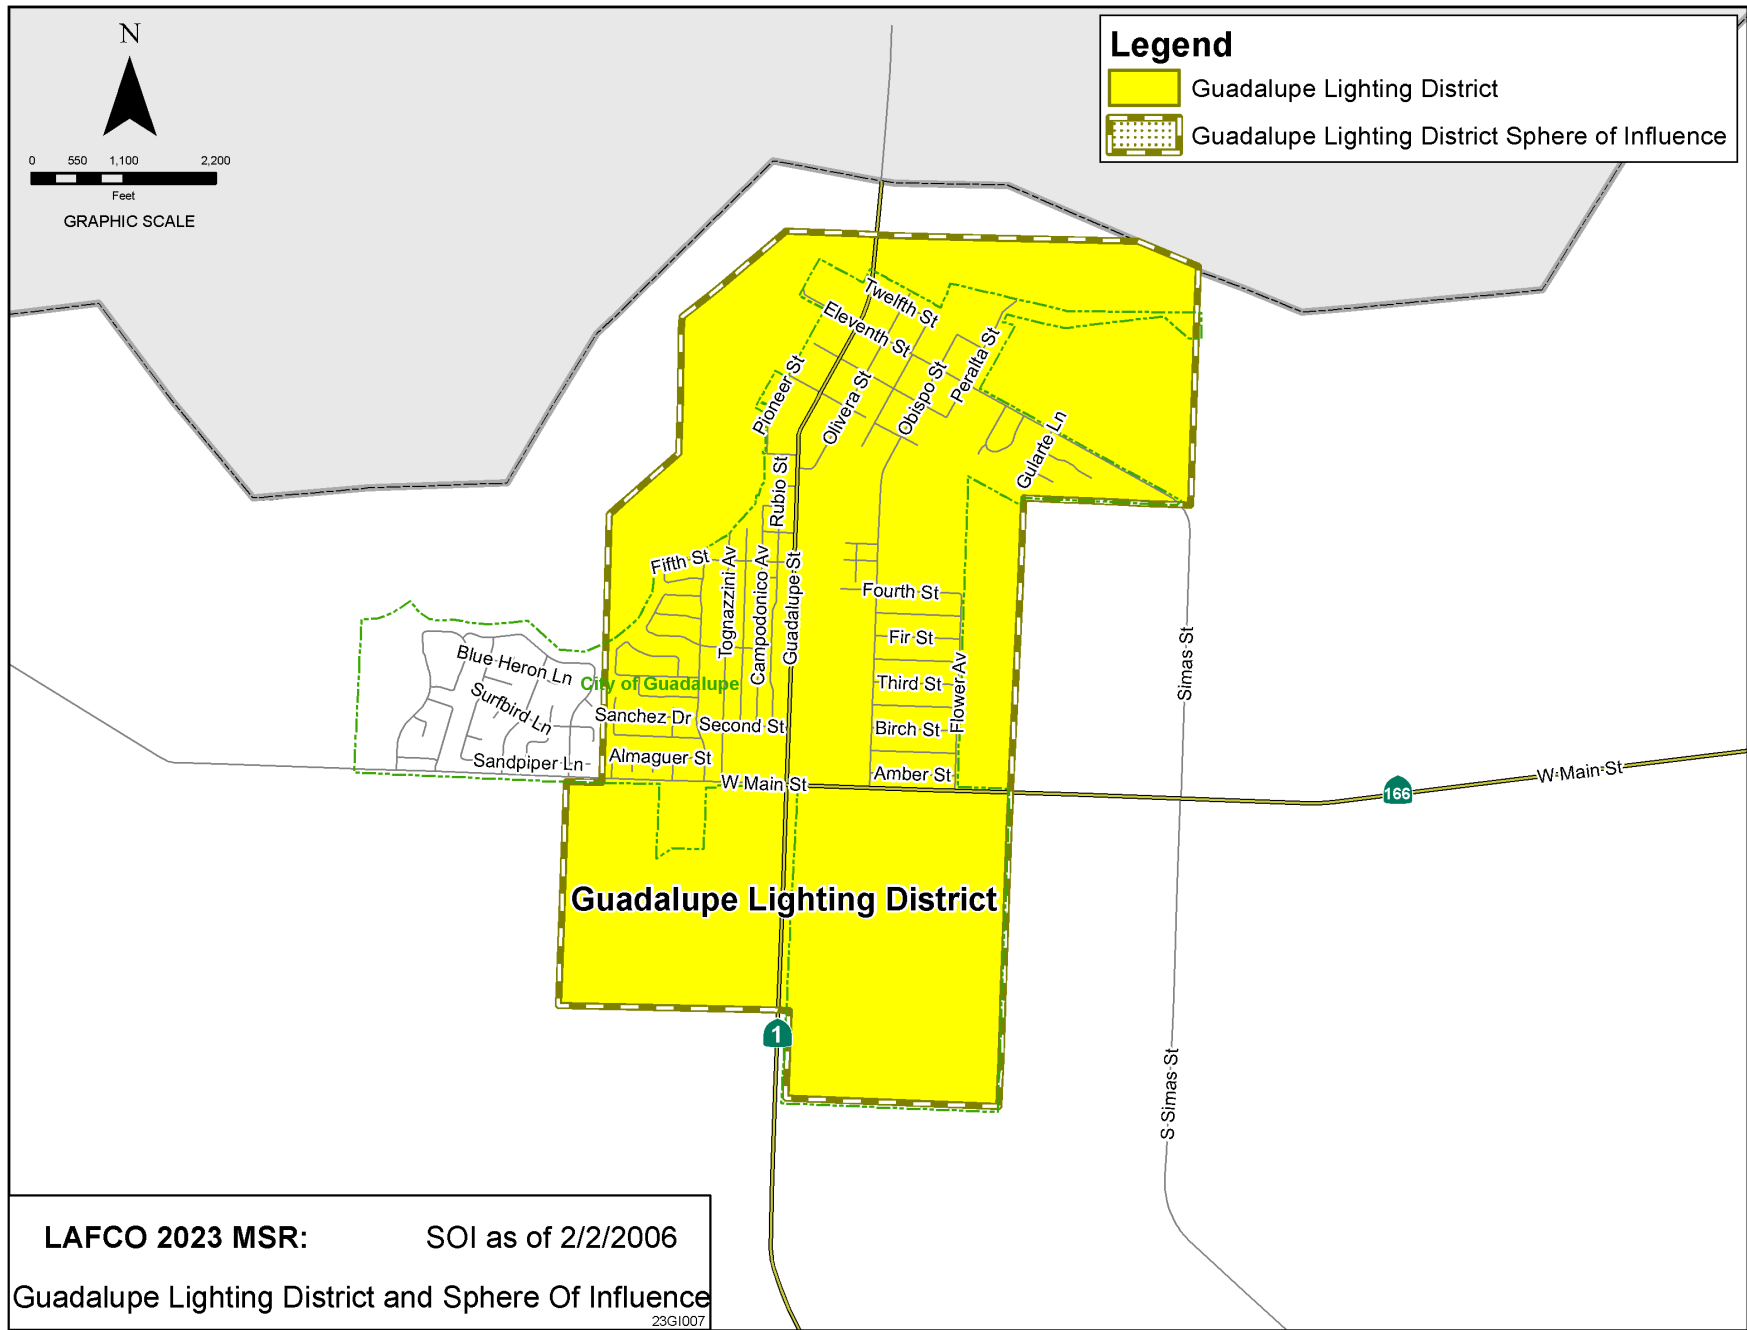 N
0 550 1,100 2,200
Feet
GRAPHIC SCALE
Legend
Guadalupe Lighting District
Guadalupe Lighting District Sphere of Influence
Twelfth St
Eleventh St
Peralta St
Pioneer St
Olivera St
Obispo St
Gularte Ln
Rubio St
Fifth St
Tognazzini Av
Campodonico Av
Guadalupe St
Fourth St
Fir St
Third St
Flower Av
Birch St
Amber St
Simas St
Blue Heron Ln
City of Guadalupe
Surfbird Ln
Sanchez Dr
Second St
Sandpiper Ln
Almaguer St
W Main St
W Main St
166
Guadalupe Lighting District
1
S Simas St
LAFCO 2023 MSR: SOI as of 2/2/2006
Guadalupe Lighting District and Sphere Of Influence
23GI007